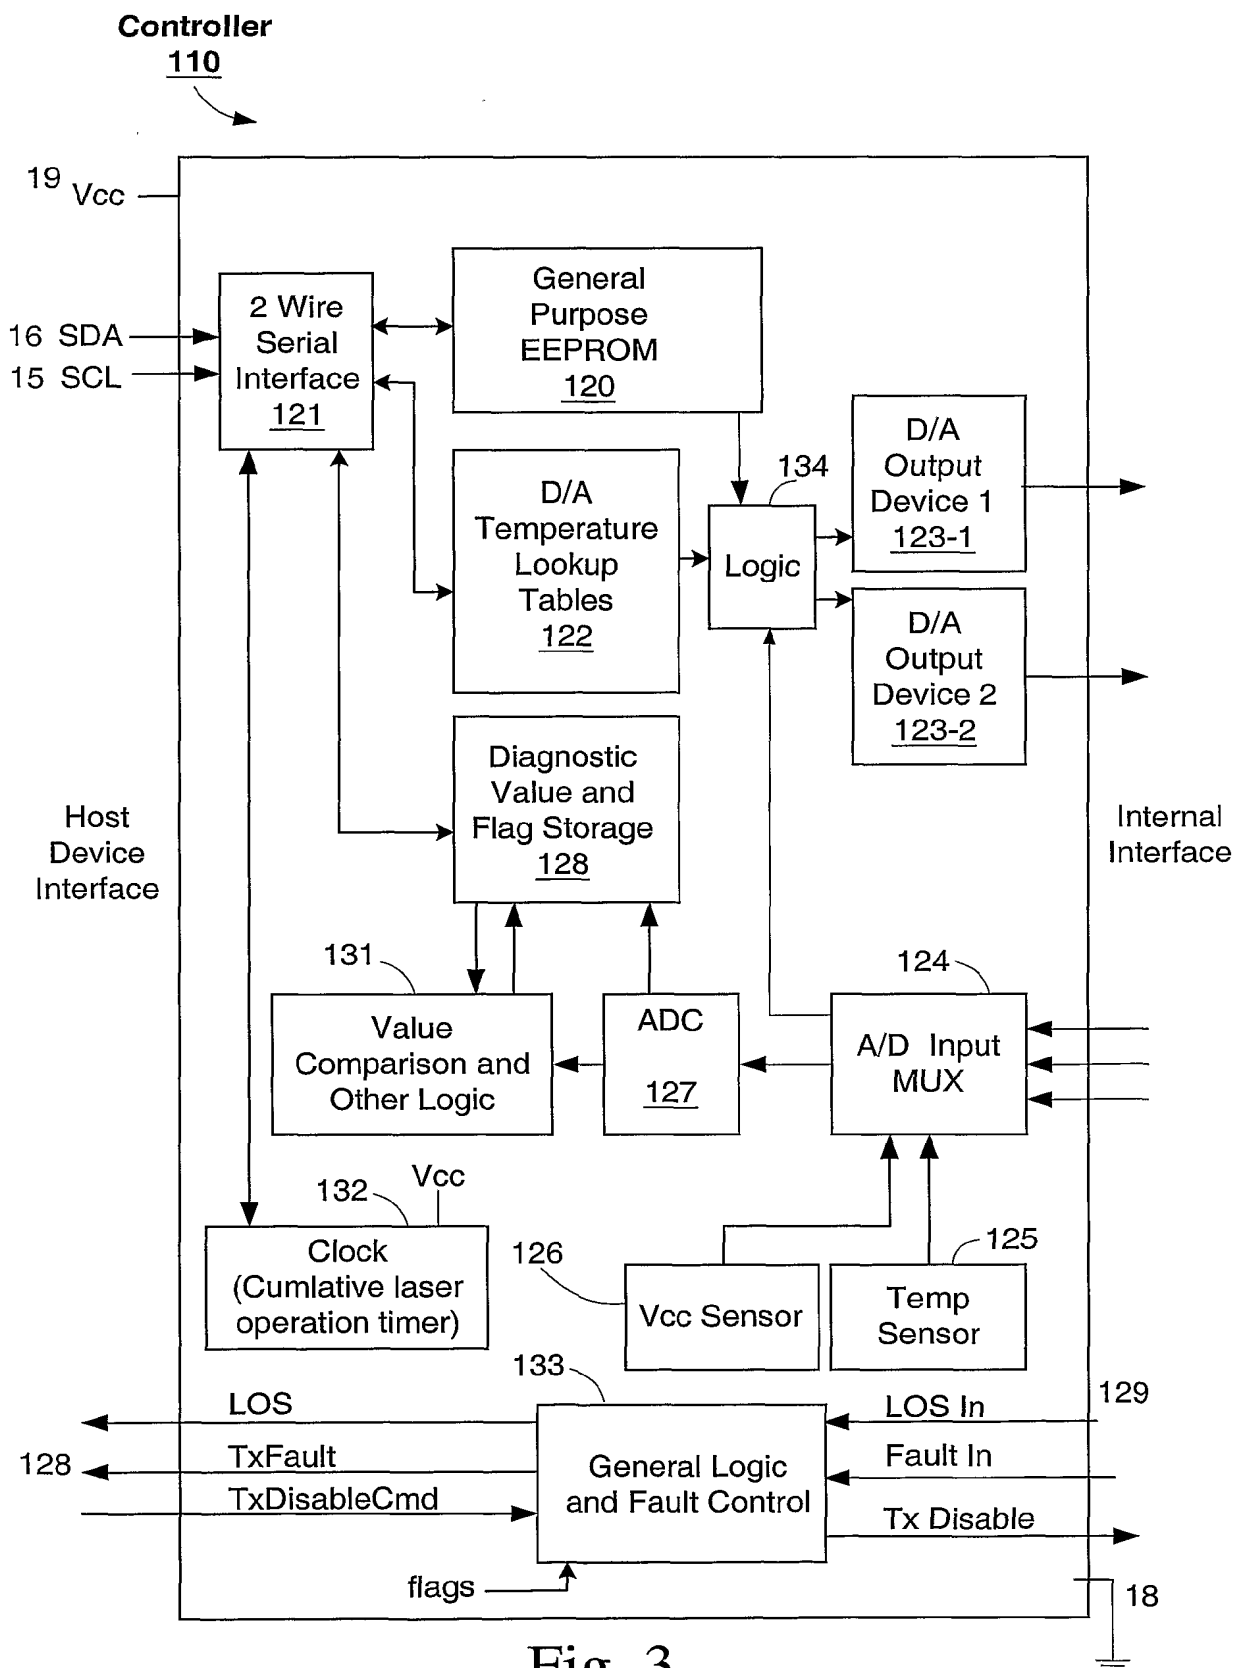 Controller
110
19 Vcc
16 SDA
15 SCL
2 Wire
Serial
Interface
121
General
Purpose
EEPROM
120
D/A
Temperature
Lookup
Tables
122
134
Logic
D/A
Output
Device 1
123-1
D/A
Output
Device 2
123-2
Diagnostic
Value and
Flag Storage
128
Host
Device
Interface
Internal
Interface
131
Value
Comparison and
Other Logic
ADC
127
124
A/D Input
MUX
132
Vcc
Clock
(Cumlative laser
operation timer)
126
Vcc Sensor
125
Temp
Sensor
133
General Logic
and Fault Control
LOS
TxFault
TxDisableCmd
128
LOS In
129
Fault In
Tx Disable
flags
18
Fig. 3